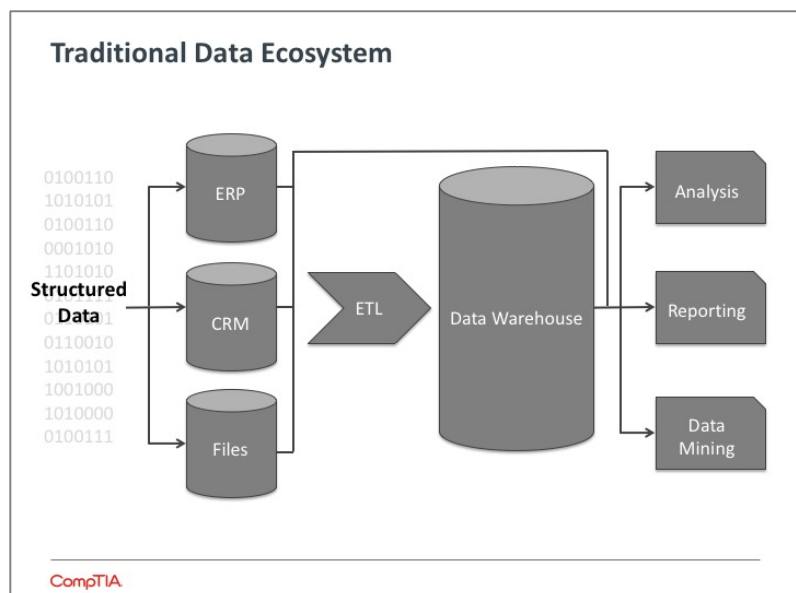 Traditional Data Ecosystem
0100110
1010101
0100110
0001010
1101010
Structured
Data
0110010
1010101
1001000
1010000
0100111
ERP
CRM
Files
ETL
Data Warehouse
Analysis
Reporting
Data
Mining
CompTIA